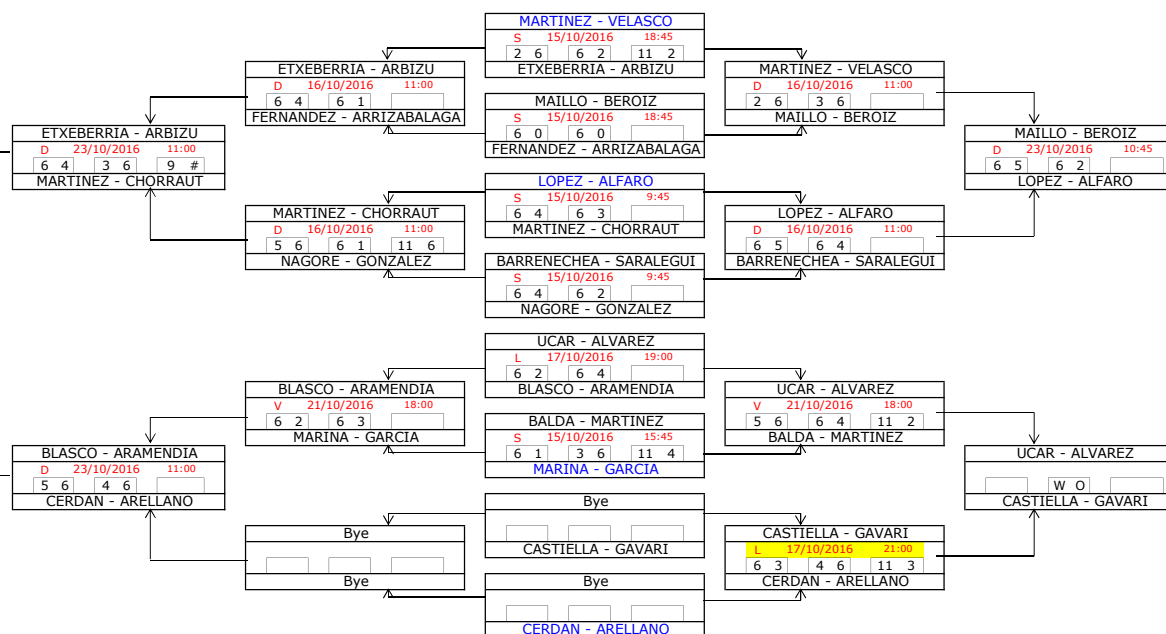 MARTINEZ - VELASCO
S 15/10/2016 18:45
2 6 6 2 11 2
ETXEBERRIA - ARBIZU
ETXEBERRIA - ARBIZU
D 16/10/2016 11:00
6 4 6 1
FERNANDEZ - ARRIZABALAGA
MARTINEZ - VELASCO
D 16/10/2016 11:00
2 6 3 6
MAILLO - BEROIZ
MAILLO - BEROIZ
S 15/10/2016 18:45
6 0 6 0
FERNANDEZ - ARRIZABALAGA
ETXEBERRIA - ARBIZU
D 23/10/2016 11:00
6 4 3 6 9 #
MARTINEZ - CHORRAUT
MAILLO - BEROIZ
D 23/10/2016 10:45
6 5 6 2
LOPEZ - ALFARO
LOPEZ - ALFARO
S 15/10/2016 9:45
6 4 6 3
MARTINEZ - CHORRAUT
MARTINEZ - CHORRAUT
D 16/10/2016 11:00
5 6 6 1 11 6
NAGORE - GONZALEZ
LOPEZ - ALFARO
D 16/10/2016 11:00
6 5 6 4
BARRENECHEA - SARALEGUI
BARRENECHEA - SARALEGUI
S 15/10/2016 9:45
6 4 6 2
NAGORE - GONZALEZ
UCAR - ALVAREZ
L 17/10/2016 19:00
6 2 6 4
BLASCO - ARAMENDIA
BLASCO - ARAMENDIA
V 21/10/2016 18:00
6 2 6 3
MARINA - GARCIA
UCAR - ALVAREZ
V 21/10/2016 18:00
5 6 6 4 11 2
BALDA - MARTINEZ
BALDA - MARTINEZ
S 15/10/2016 15:45
6 1 3 6 11 4
MARINA - GARCIA
BLASCO - ARAMENDIA
D 23/10/2016 11:00
5 6 4 6
CERDAN - ARELLANO
UCAR - ALVAREZ
W O
CASTIELLA - GAVARI
Bye
CASTIELLA - GAVARI
Bye
Bye
CASTIELLA - GAVARI
L 17/10/2016 21:00
6 3 4 6 11 3
CERDAN - ARELLANO
Bye
CERDAN - ARELLANO